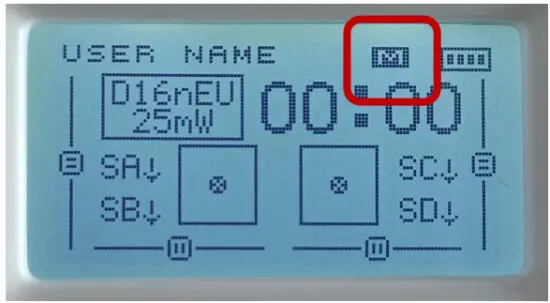 USER NAME
D16nEU
25mW
00:00
SA↓
SB↓
SC↓
SD↓